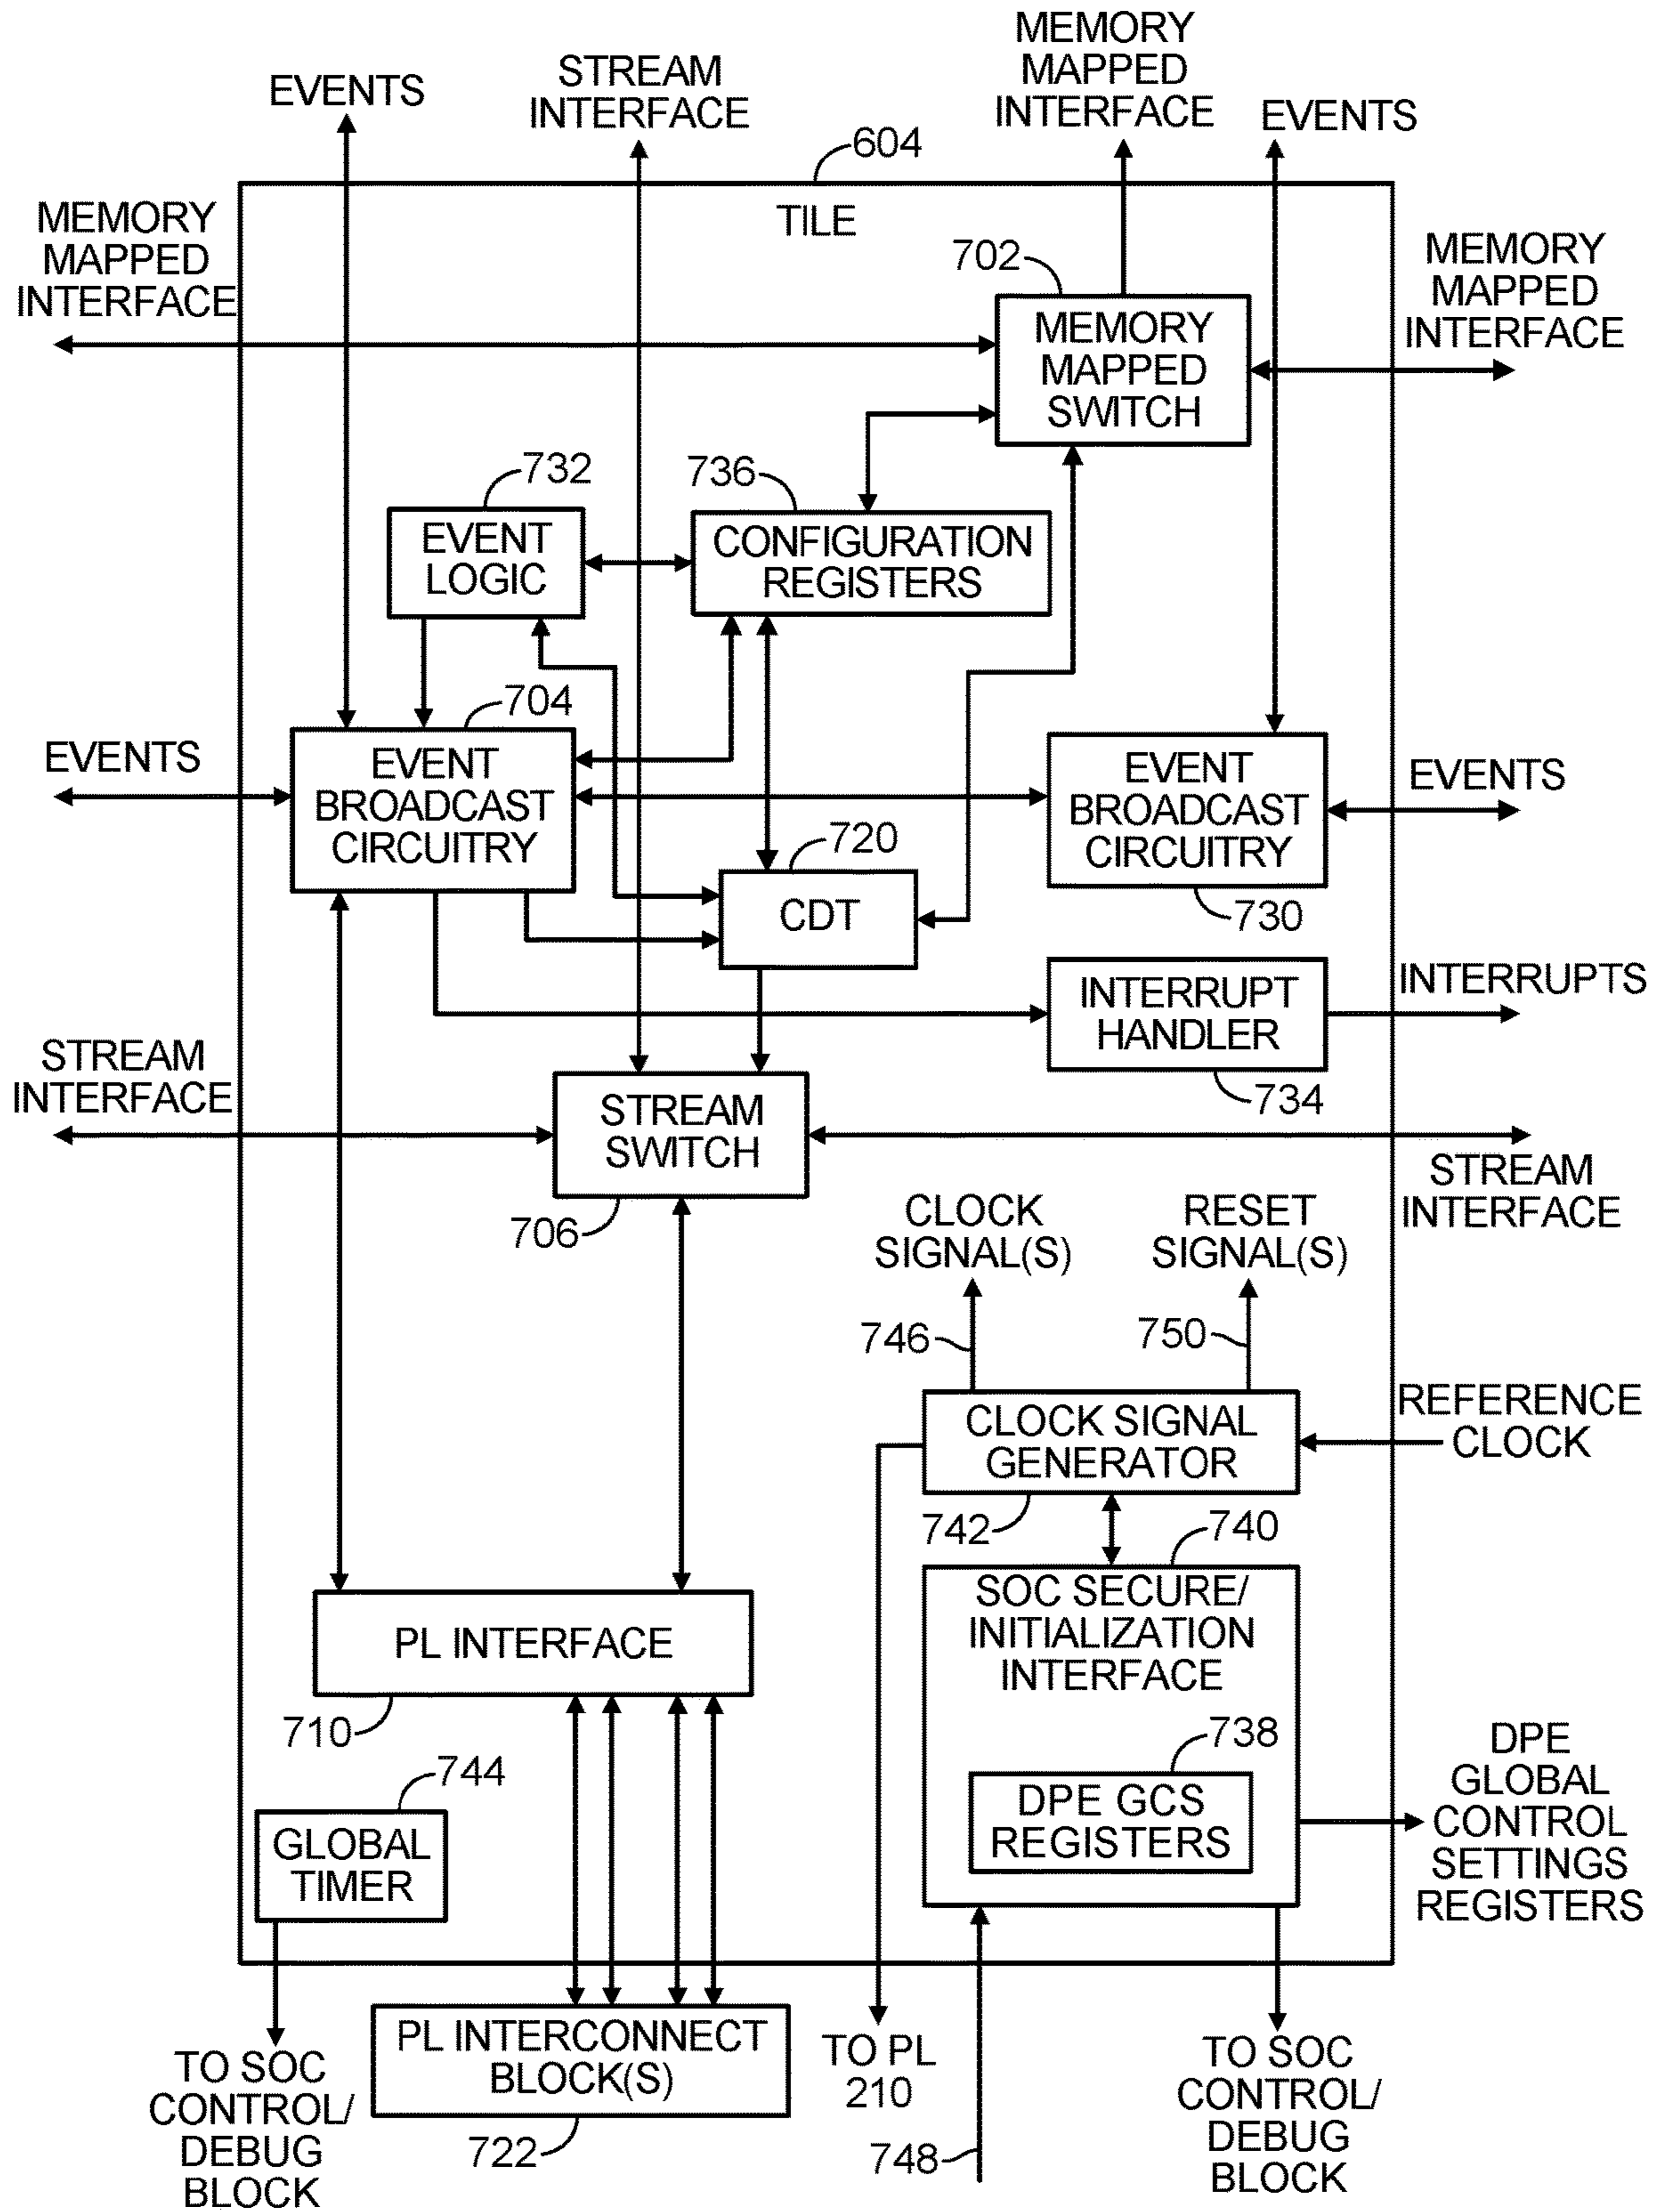 MEMORY
MAPPED
INTERFACE
STREAM
INTERFACE
EVENTS
EVENTS
604
TILE
MEMORY
MAPPED
INTERFACE
702
MEMORY
MAPPED
INTERFACE
MEMORY
MAPPED
SWITCH
732
736
EVENT
LOGIC
CONFIGURATION
REGISTERS
704
EVENTS
EVENT
BROADCAST
CIRCUITRY
EVENT
BROADCAST
CIRCUITRY
EVENTS
720
CDT
730
INTERRUPT
HANDLER
INTERRUPTS
734
STREAM
INTERFACE
STREAM
SWITCH
706
STREAM
INTERFACE
CLOCK
SIGNAL(S)
RESET
SIGNAL(S)
746
750
CLOCK SIGNAL
GENERATOR
REFERENCE
CLOCK
742
740
SOC SECURE/
INITIALIZATION
INTERFACE
PL INTERFACE
710
738
DPE GCS
REGISTERS
DPE
GLOBAL
CONTROL
SETTINGS
REGISTERS
744
GLOBAL
TIMER
TO SOC
CONTROL/
DEBUG
BLOCK
PL INTERCONNECT
BLOCK(S)
722
TO PL
210
748
TO SOC
CONTROL/
DEBUG
BLOCK